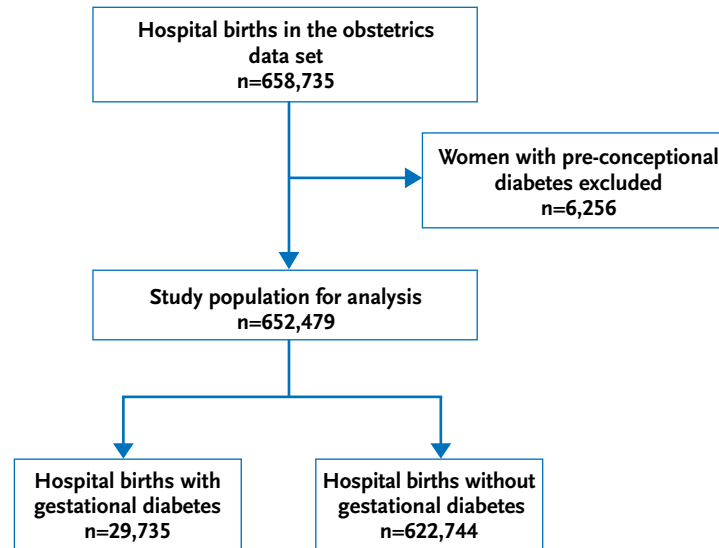 Hospital births in the obstetrics
data set
n=658,735
Women with pre-conceptional
diabetes excluded
n=6,256
Study population for analysis
n=652,479
Hospital births with
gestational diabetes
n=29,735
Hospital births without
gestational diabetes
n=622,744